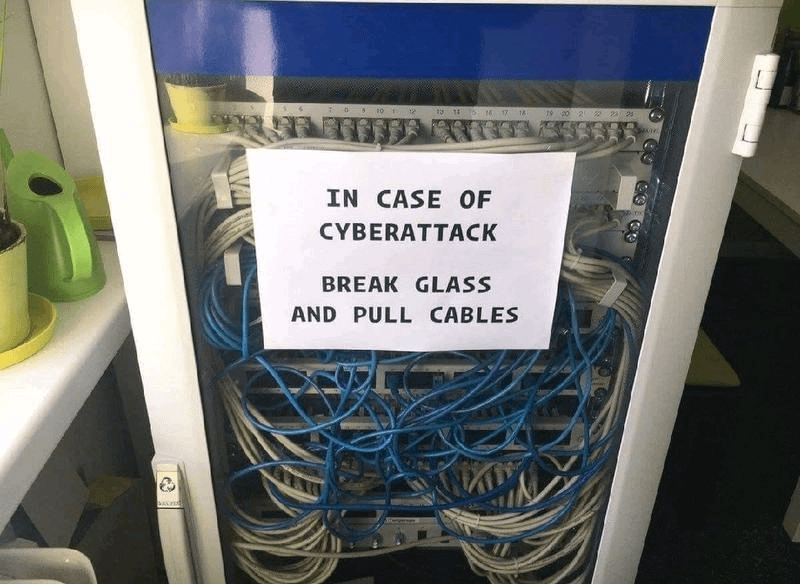 IN CASE OF
CYBERATTACK
BREAK GLASS
AND PULL CABLES